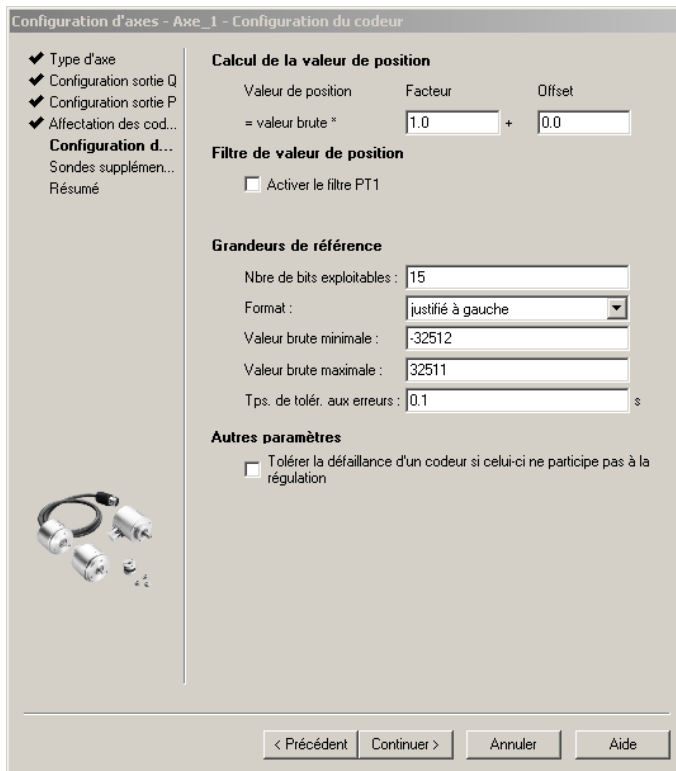 Configuration d'axes - Axe_1 - Configuration du codeur
Type d'axe
Configuration sortie Q
Configuration sortie P
Affectation des cod...
Configuration d...
Sondes supplémen...
Résumé
Calcul de la valeur de position
Valeur de position Facteur Offset
= valeur brute * 1.0 + 0.0
Filtre de valeur de position
Activer le filtre PT1
Grandeurs de référence
Nbre de bits exploitables : 15
Format : justifié à gauche
Valeur brute minimale : -32512
Valeur brute maximale : 32511
Tps. de tolér. aux erreurs : 0.1 s
Autres paramètres
Tolérer la défaillance d'un codeur si celui-ci ne participe pas à la
régulation
< Précédent Continuer > Annuler Aide